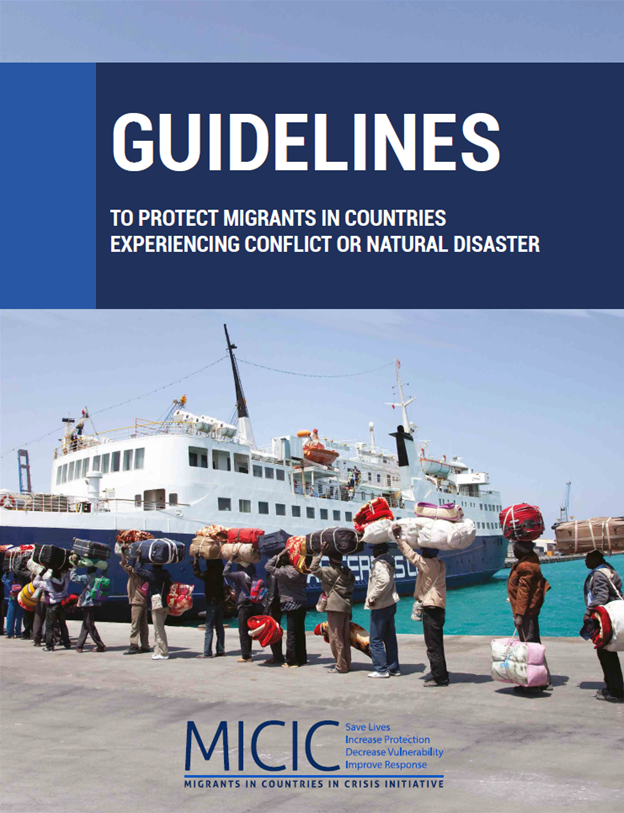 GUIDELINES
TO PROTECT MIGRANTS IN COUNTRIES
EXPERIENCING CONFLICT OR NATURAL DISASTER
MICIC
Save Lives
Increase Protection
Decrease Vulnerability
Improve Response
MIGRANTS IN COUNTRIES IN CRISIS INITIATIVE